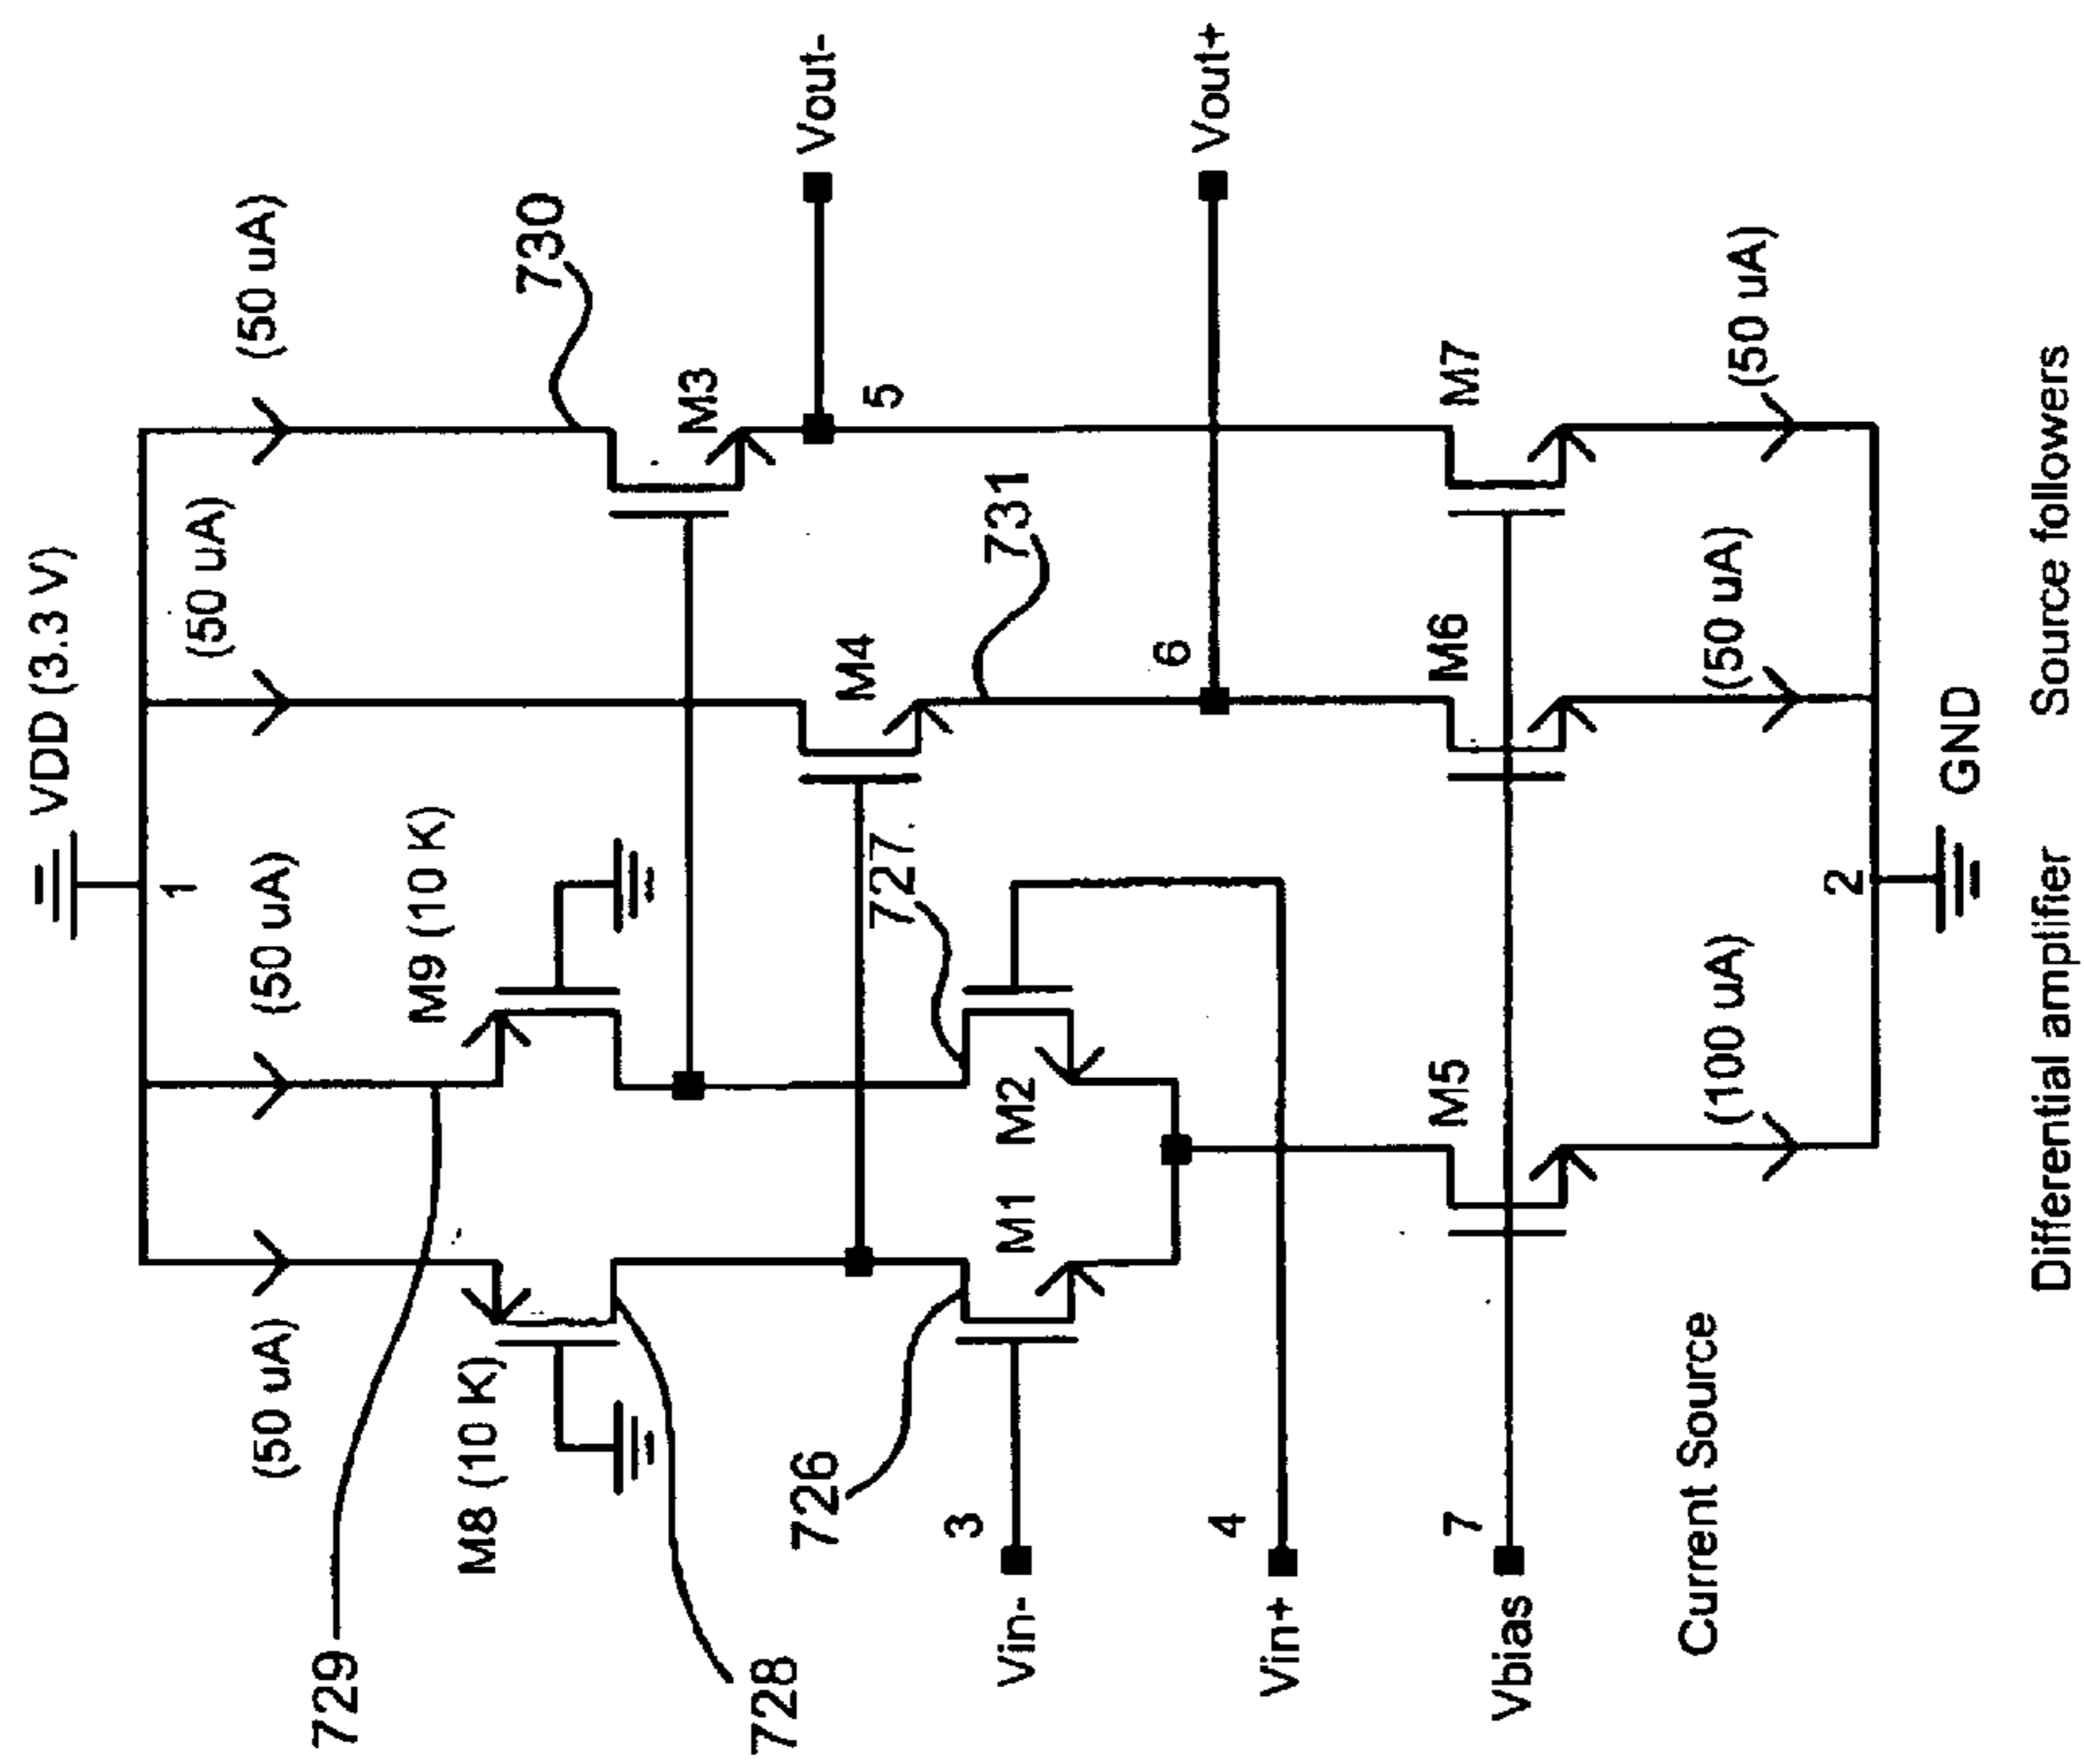 VDD (3.3 V)
1
(50 uA)
(50 uA)
(50 uA)
(50 uA)
729
M8 (10 K)
M9 (10 K)
730
728
M3
Vout-
726
727
M4
5
731
3
Vin-
M1
M2
6
Vout+
4
Vin+
7
Vbias
M5
M6
M7
Current Source
(100 uA)
(50 uA)
(50 uA)
2
GND
Differential amplifier
Source followers